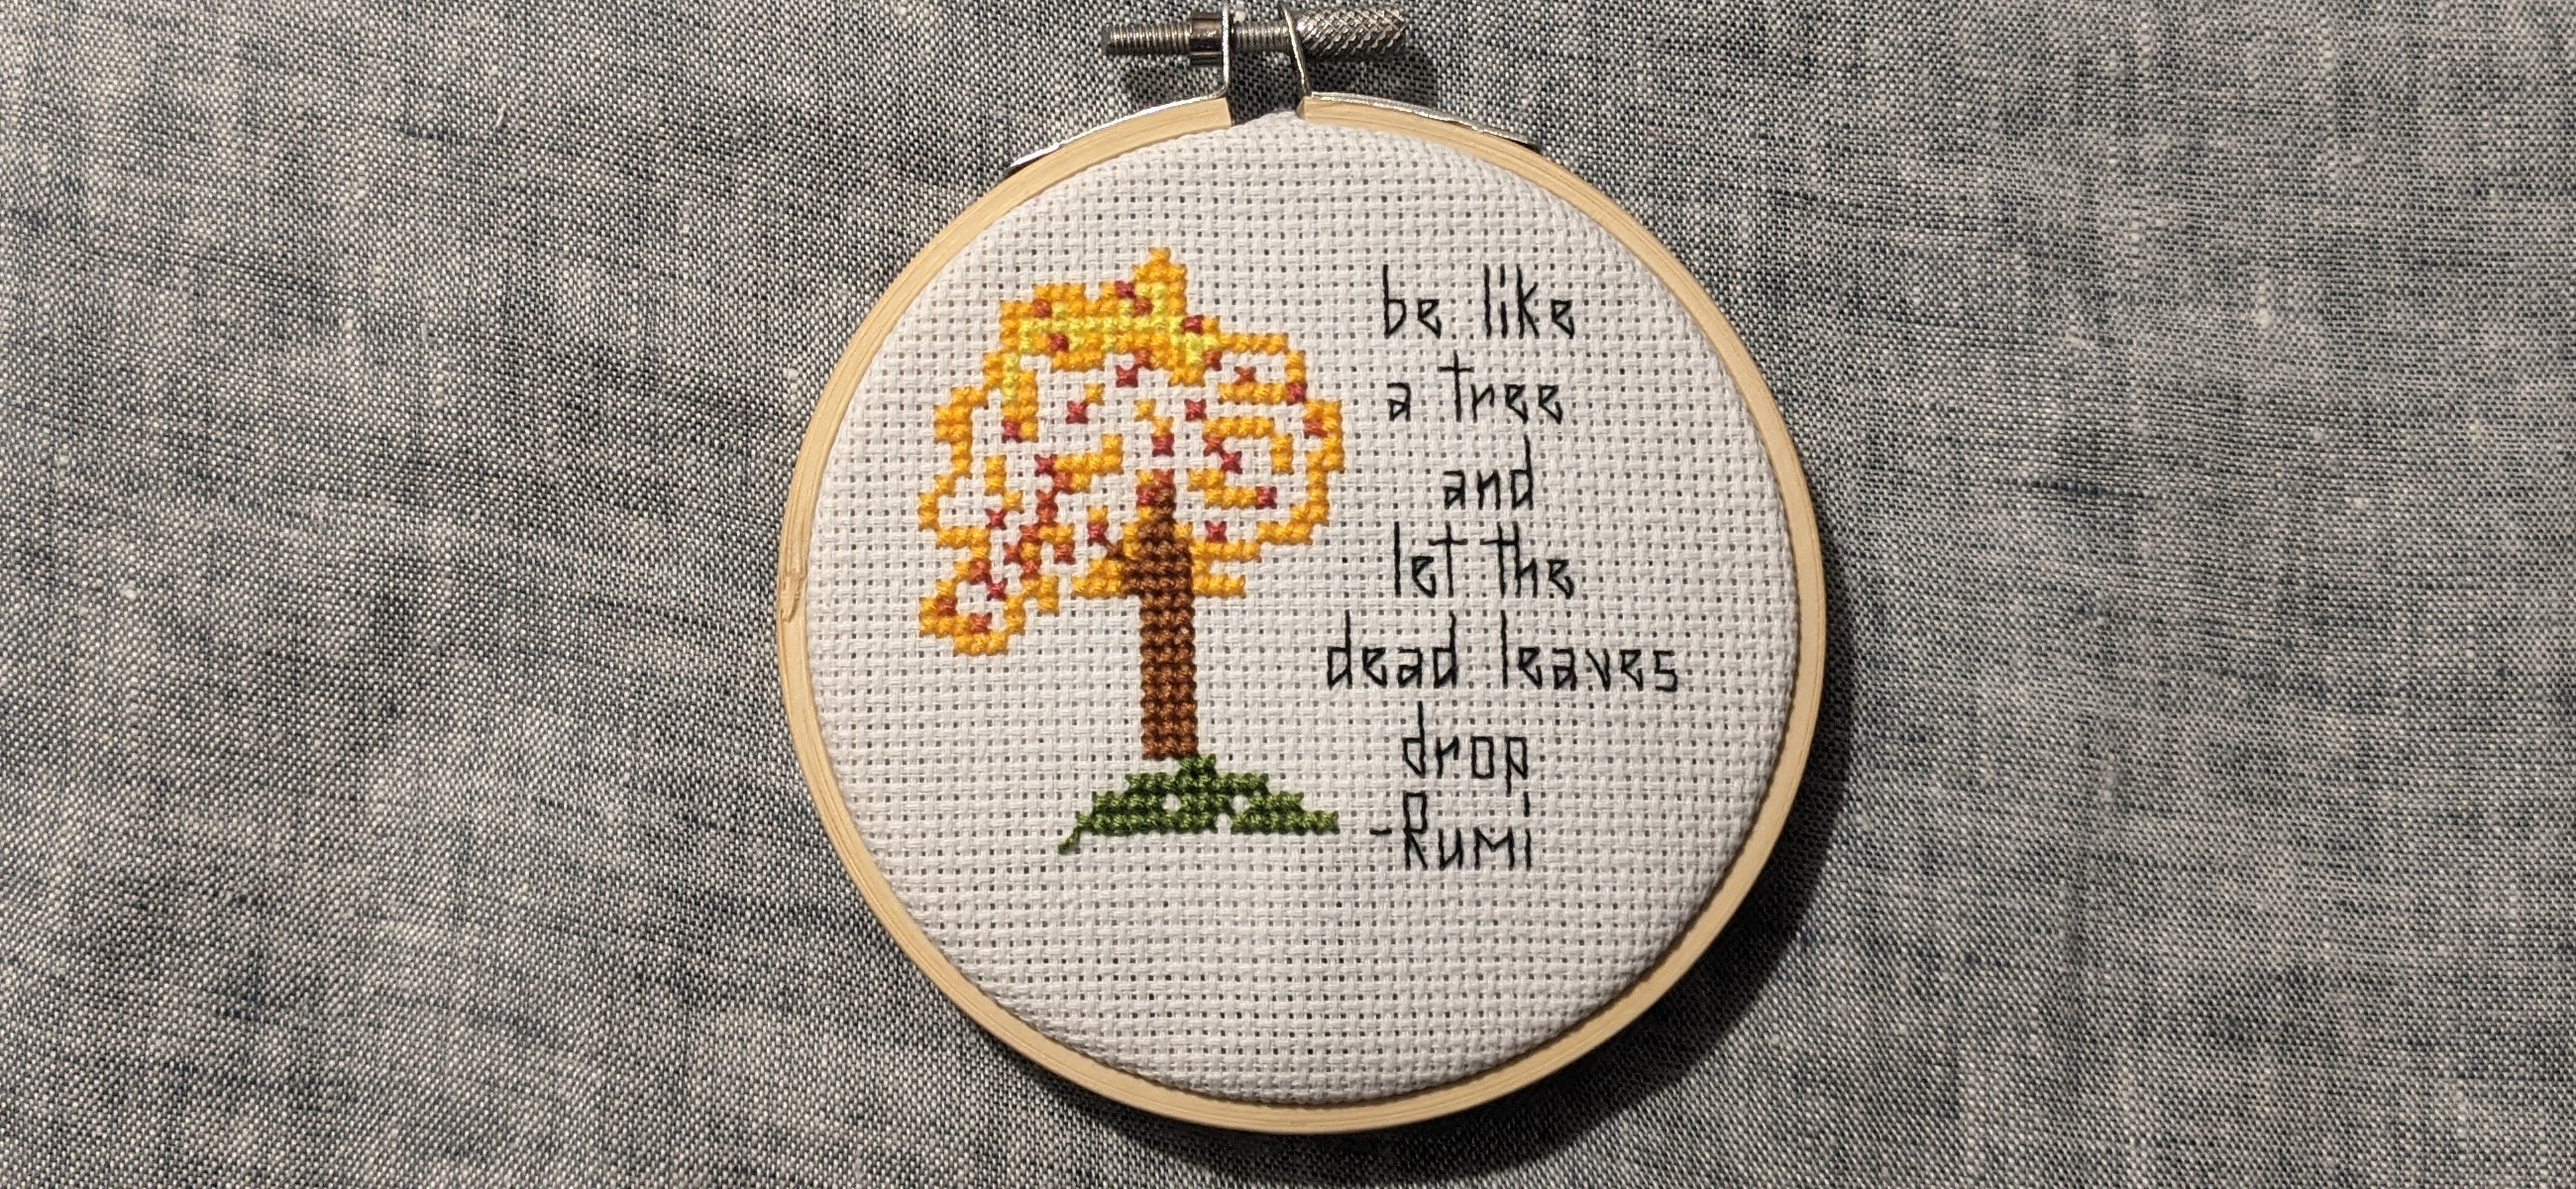 be like
a tree
and
let the
dead leaves
drop
-Rumi